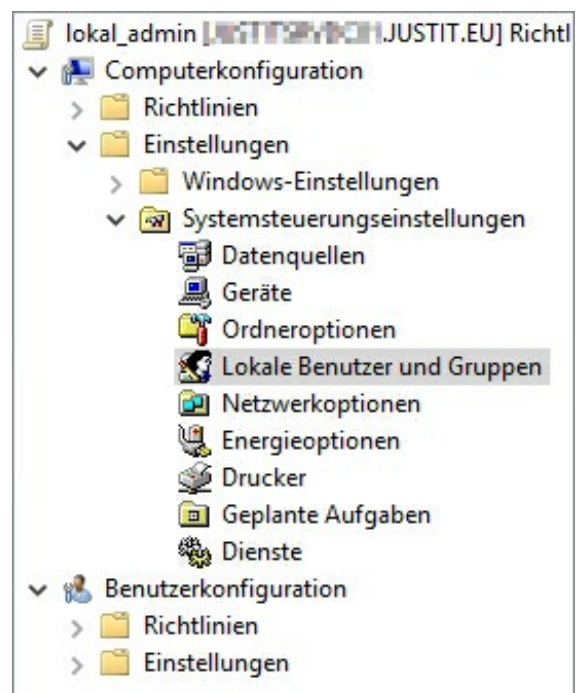 lokal_admin [ .JUSTIT.EU] Richtl
Computerkonfiguration
Richtlinien
Einstellungen
Windows-Einstellungen
Systemsteuerungseinstellungen
Datenquellen
Geräte
Ordneroptionen
Lokale Benutzer und Gruppen
Netzwerkoptionen
Energieoptionen
Drucker
Geplante Aufgaben
Dienste
Benutzerkonfiguration
Richtlinien
Einstellungen